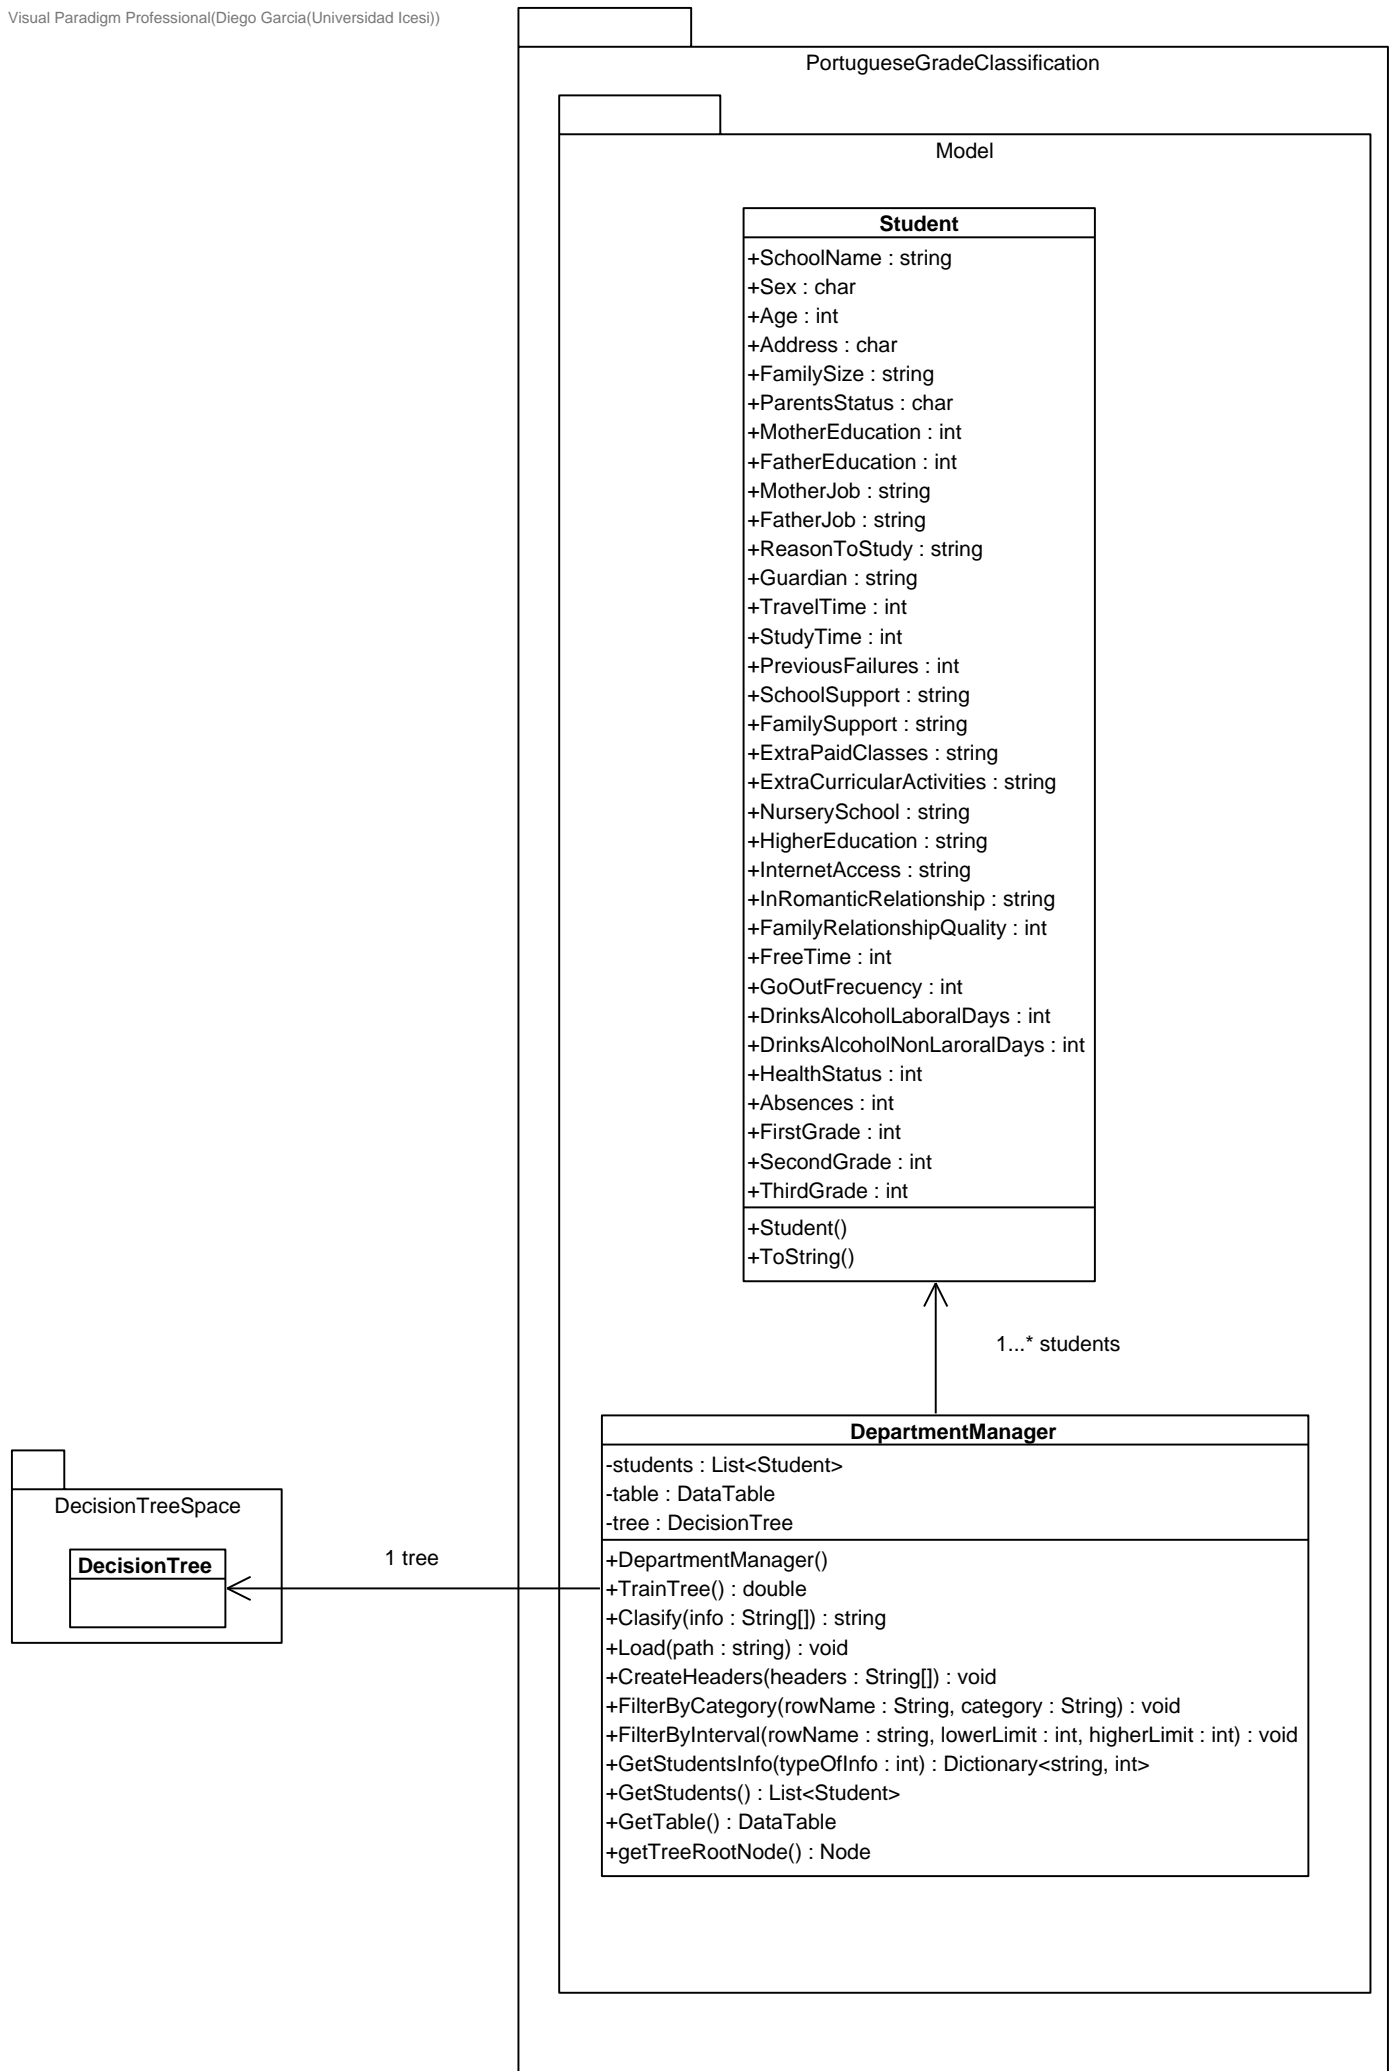 Visual Paradigm Professional(Diego Garcia(Universidad Icesi))
PortugueseGradeClassification
Model
Student
+SchoolName : string
+Sex : char
+Age : int
+Address : char
+FamilySize : string
+ParentsStatus : char
+MotherEducation : int
+FatherEducation : int
+MotherJob : string
+FatherJob : string
+ReasonToStudy : string
+Guardian : string
+TravelTime : int
+StudyTime : int
+PreviousFailures : int
+SchoolSupport : string
+FamilySupport : string
+ExtraPaidClasses : string
+ExtraCurricularActivities : string
+NurserySchool : string
+HigherEducation : string
+InternetAccess : string
+InRomanticRelationship : string
+FamilyRelationshipQuality : int
+FreeTime : int
+GoOutFrecuency : int
+DrinksAlcoholLaboralDays : int
+DrinksAlcoholNonLaroralDays : int
+HealthStatus : int
+Absences : int
+FirstGrade : int
+SecondGrade : int
+ThirdGrade : int
+Student()
+ToString()
1...* students
DepartmentManager
-students : List<Student>
-table : DataTable
-tree : DecisionTree
+DepartmentManager()
+TrainTree() : double
+Clasify(info : String[]) : string
+Load(path : string) : void
+CreateHeaders(headers : String[]) : void
+FilterByCategory(rowName : String, category : String) : void
+FilterByInterval(rowName : string, lowerLimit : int, higherLimit : int) : void
+GetStudentsInfo(typeOfInfo : int) : Dictionary<string, int>
+GetStudents() : List<Student>
+GetTable() : DataTable
+getTreeRootNode() : Node
DecisionTreeSpace
DecisionTree
1 tree